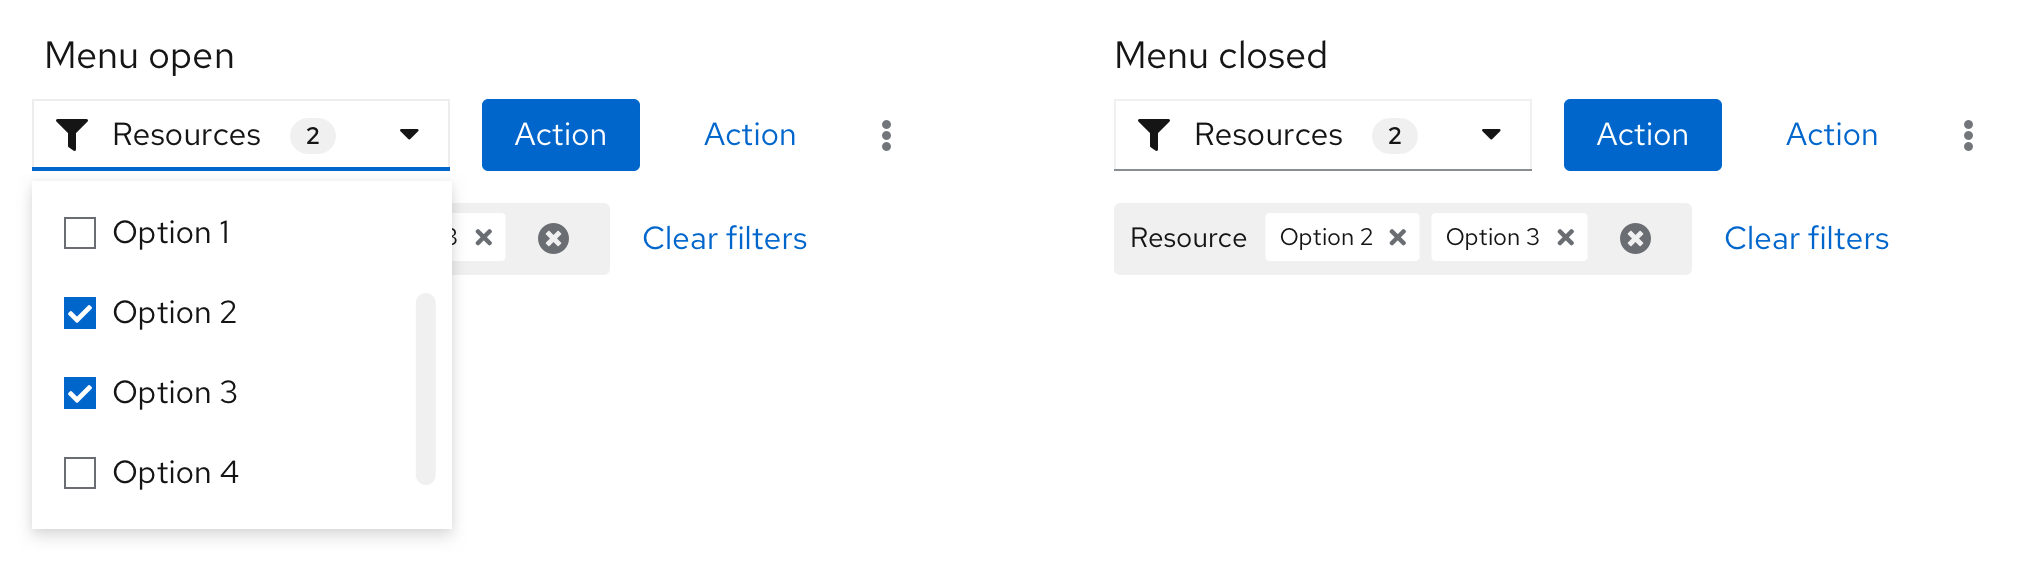 Menu open
Resources 2 Action Action
Option 1
3 Clear filters
Option 2
Option 3
Option 4
Menu closed
Resources 2 Action Action
Resource Option 2 Option 3 Clear filters